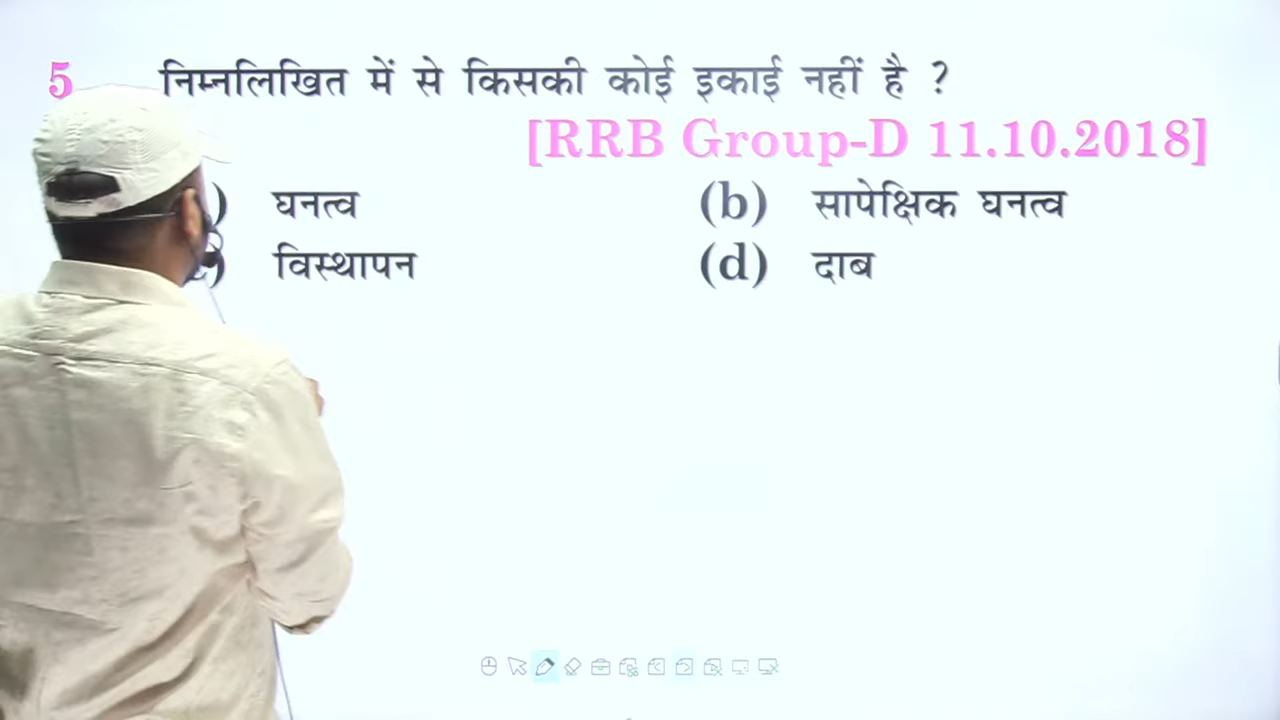 5 निम्नलिखित में से किसकी कोई इकाई नहीं है ?
[RRB Group-D 11.10.2018]
) घनत्व (b) सापेक्षिक घनत्व
) विस्थापन (d) दाब